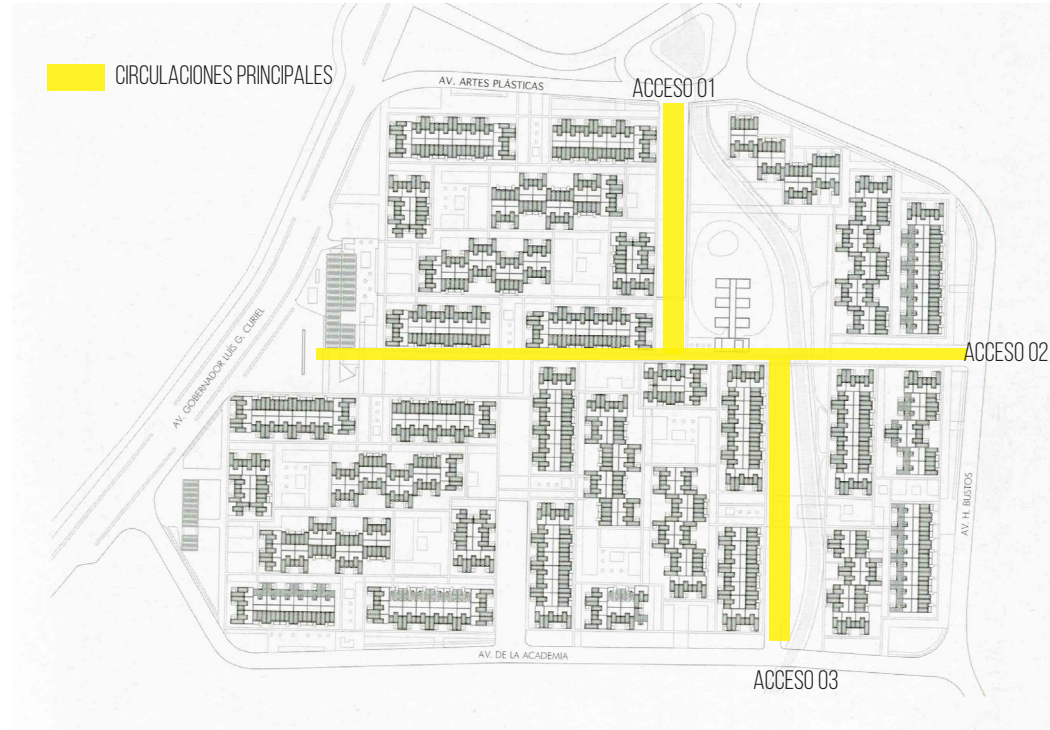 CIRCULACIONES PRINCIPALES
AV. ARTES PLÁSTICAS
ACCESO 01
AV. GOBERNADOR LUÍS G. CURIEL
ACCESO 02
AV. H. BUSTOS
AV. DE LA ACADEMIA
ACCESO 03